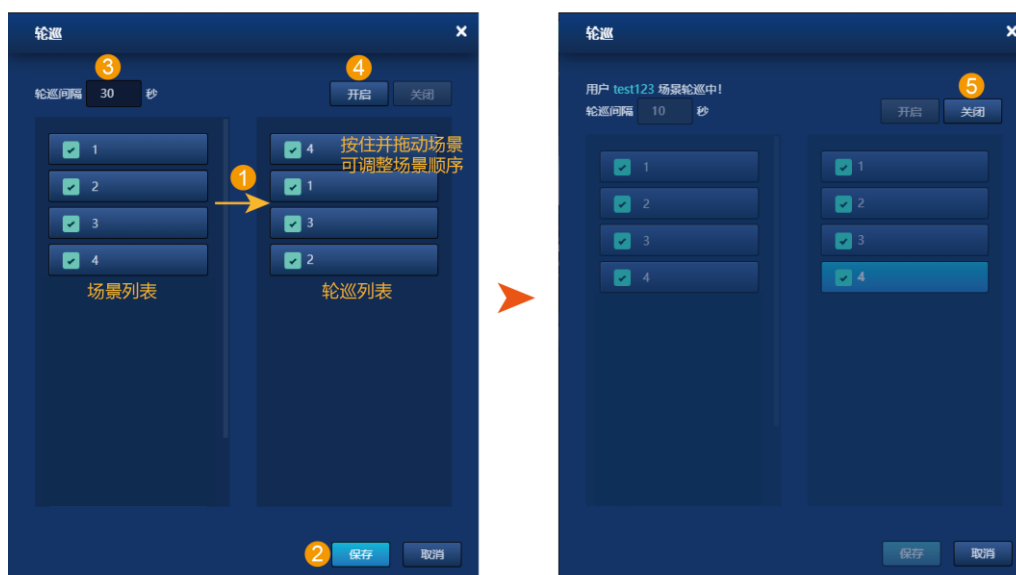 轮巡
3
4
轮巡间隔 30 秒
开启 关闭
1
2
3
4
场景列表
1
4
按住并拖动场景
可调整场景顺序
1
3
2
轮巡列表
2
保存 取消
轮巡
用户 test123 场景轮巡中!
5
轮巡间隔 10 秒
开启 关闭
1
2
3
4
1
2
3
4
保存 取消